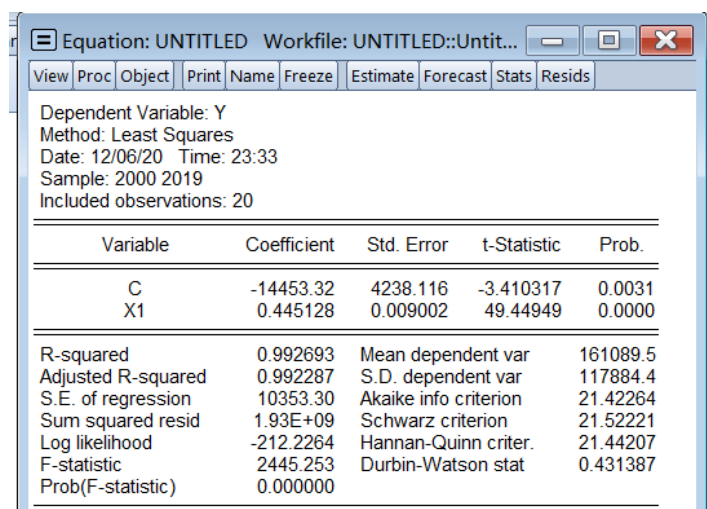 Equation: UNTITLED Workfile: UNTITLED::Untit...
View Proc Object Print Name Freeze Estimate Forecast Stats Resids
Dependent Variable: Y
Method: Least Squares
Date: 12/06/20 Time: 23:33
Sample: 2000 2019
Included observations: 20
Variable Coefficient Std. Error t-Statistic Prob.
C -14453.32 4238.116 -3.410317 0.0031
X1 0.445128 0.009002 49.44949 0.0000
R-squared 0.992693 Mean dependent var 161089.5
Adjusted R-squared 0.992287 S.D. dependent var 117884.4
S.E. of regression 10353.30 Akaike info criterion 21.42264
Sum squared resid 1.93E+09 Schwarz criterion 21.52221
Log likelihood -212.2264 Hannan-Quinn criter. 21.44207
F-statistic 2445.253 Durbin-Watson stat 0.431387
Prob(F-statistic) 0.000000